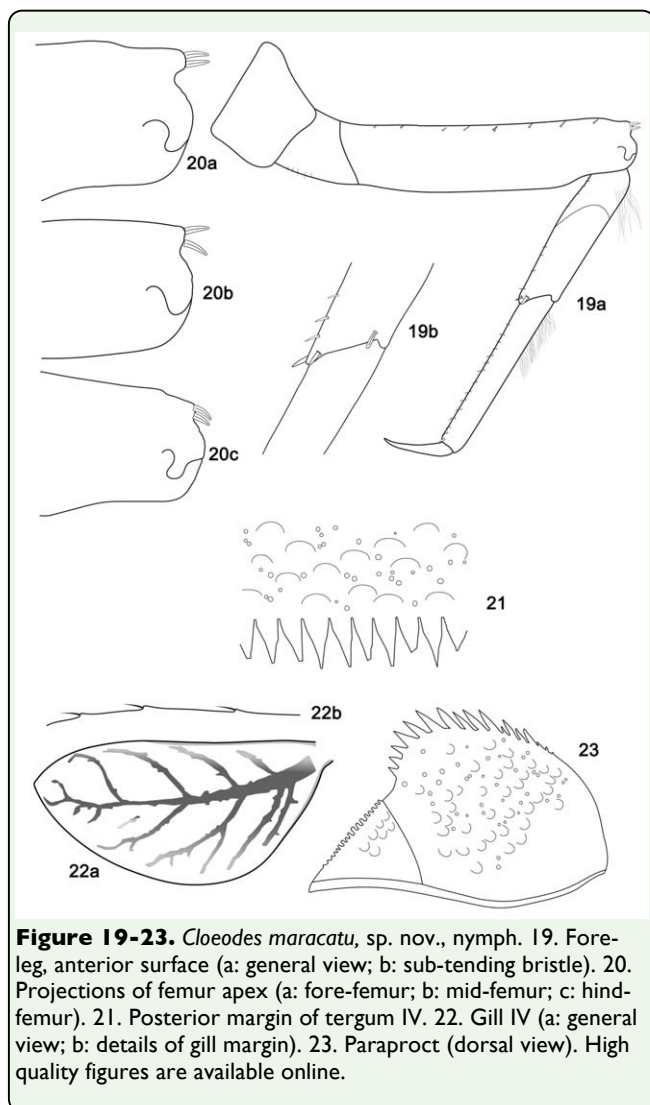 20a
20b
19a
19b
20c
21
22b
23
22a
Figure 19-23. Cloeodes maracatu, sp. nov., nymph. 19. Fore-
leg, anterior surface (a: general view; b: sub-tending bristle). 20.
Projections of femur apex (a: fore-femur; b: mid-femur; c: hind-
femur). 21. Posterior margin of tergum IV. 22. Gill IV (a: general
view; b: details of gill margin). 23. Paraproct (dorsal view). High
quality figures are available online.